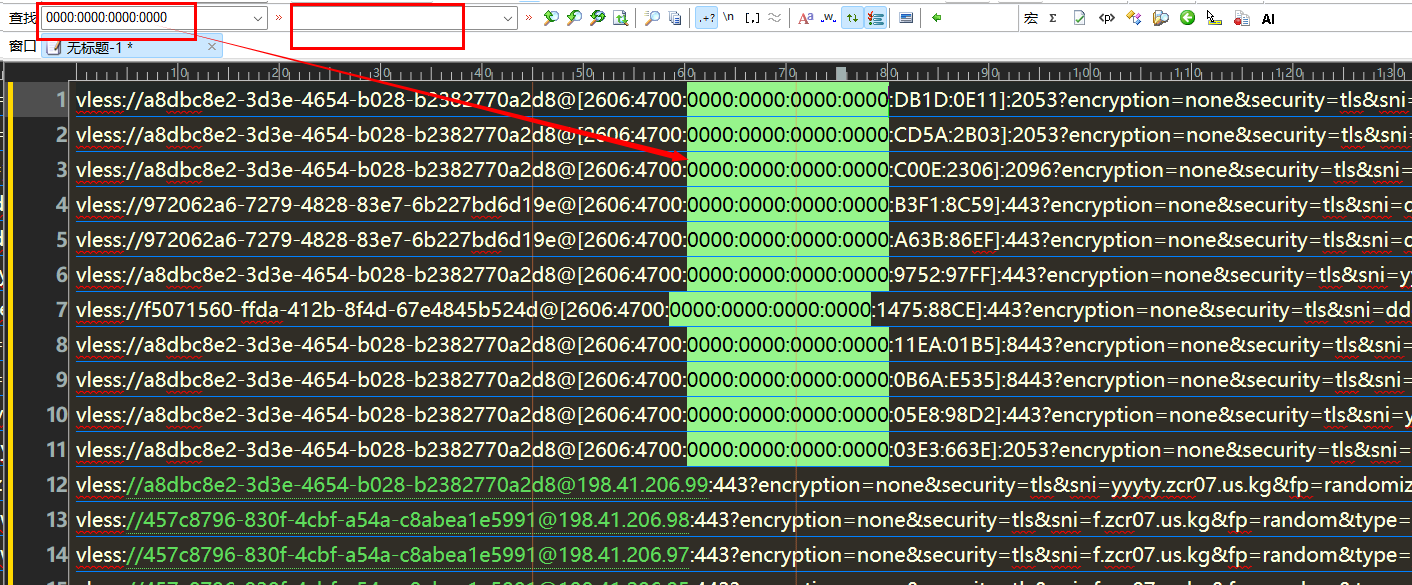 查找 0000:0000:0000:0000 » » .+? \n [,] ≈ Aa .w. 宏 Σ <p> AI
窗口 无标题-1 * ×
10 20 30 40 50 60 70 80 90 100 110 120 130
1 vless://a8dbc8e2-3d3e-4654-b028-b2382770a2d8@[2606:4700:0000:0000:0000:0000:DB1D:0E11]:2053?encryption=none&security=tls&sni=
2 vless://a8dbc8e2-3d3e-4654-b028-b2382770a2d8@[2606:4700:0000:0000:0000:0000:CD5A:2B03]:2053?encryption=none&security=tls&sni=
3 vless://a8dbc8e2-3d3e-4654-b028-b2382770a2d8@[2606:4700:0000:0000:0000:0000:C00E:2306]:2096?encryption=none&security=tls&sni=
4 vless://972062a6-7279-4828-83e7-6b227bd6d19e@[2606:4700:0000:0000:0000:0000:B3F1:8C59]:443?encryption=none&security=tls&sni=
5 vless://972062a6-7279-4828-83e7-6b227bd6d19e@[2606:4700:0000:0000:0000:0000:A63B:86EF]:443?encryption=none&security=tls&sni=
6 vless://a8dbc8e2-3d3e-4654-b028-b2382770a2d8@[2606:4700:0000:0000:0000:0000:9752:97FF]:443?encryption=none&security=tls&sni=y
7 vless://f5071560-ffda-412b-8f4d-67e4845b524d@[2606:4700:0000:0000:0000:0000:1475:88CE]:443?encryption=none&security=tls&sni=dd
8 vless://a8dbc8e2-3d3e-4654-b028-b2382770a2d8@[2606:4700:0000:0000:0000:0000:11EA:01B5]:8443?encryption=none&security=tls&sni=
9 vless://a8dbc8e2-3d3e-4654-b028-b2382770a2d8@[2606:4700:0000:0000:0000:0000:0B6A:E535]:8443?encryption=none&security=tls&sni=
10 vless://a8dbc8e2-3d3e-4654-b028-b2382770a2d8@[2606:4700:0000:0000:0000:0000:05E8:98D2]:443?encryption=none&security=tls&sni=y
11 vless://a8dbc8e2-3d3e-4654-b028-b2382770a2d8@[2606:4700:0000:0000:0000:0000:03E3:663E]:2053?encryption=none&security=tls&sni=
12 vless://a8dbc8e2-3d3e-4654-b028-b2382770a2d8@198.41.206.99:443?encryption=none&security=tls&sni=yyyty.zcr07.us.kg&fp=randomiz
13 vless://457c8796-830f-4cbf-a54a-c8abea1e5991@198.41.206.98:443?encryption=none&security=tls&sni=f.zcr07.us.kg&fp=random&type=
14 vless://457c8796-830f-4cbf-a54a-c8abea1e5991@198.41.206.97:443?encryption=none&security=tls&sni=f.zcr07.us.kg&fp=random&type=